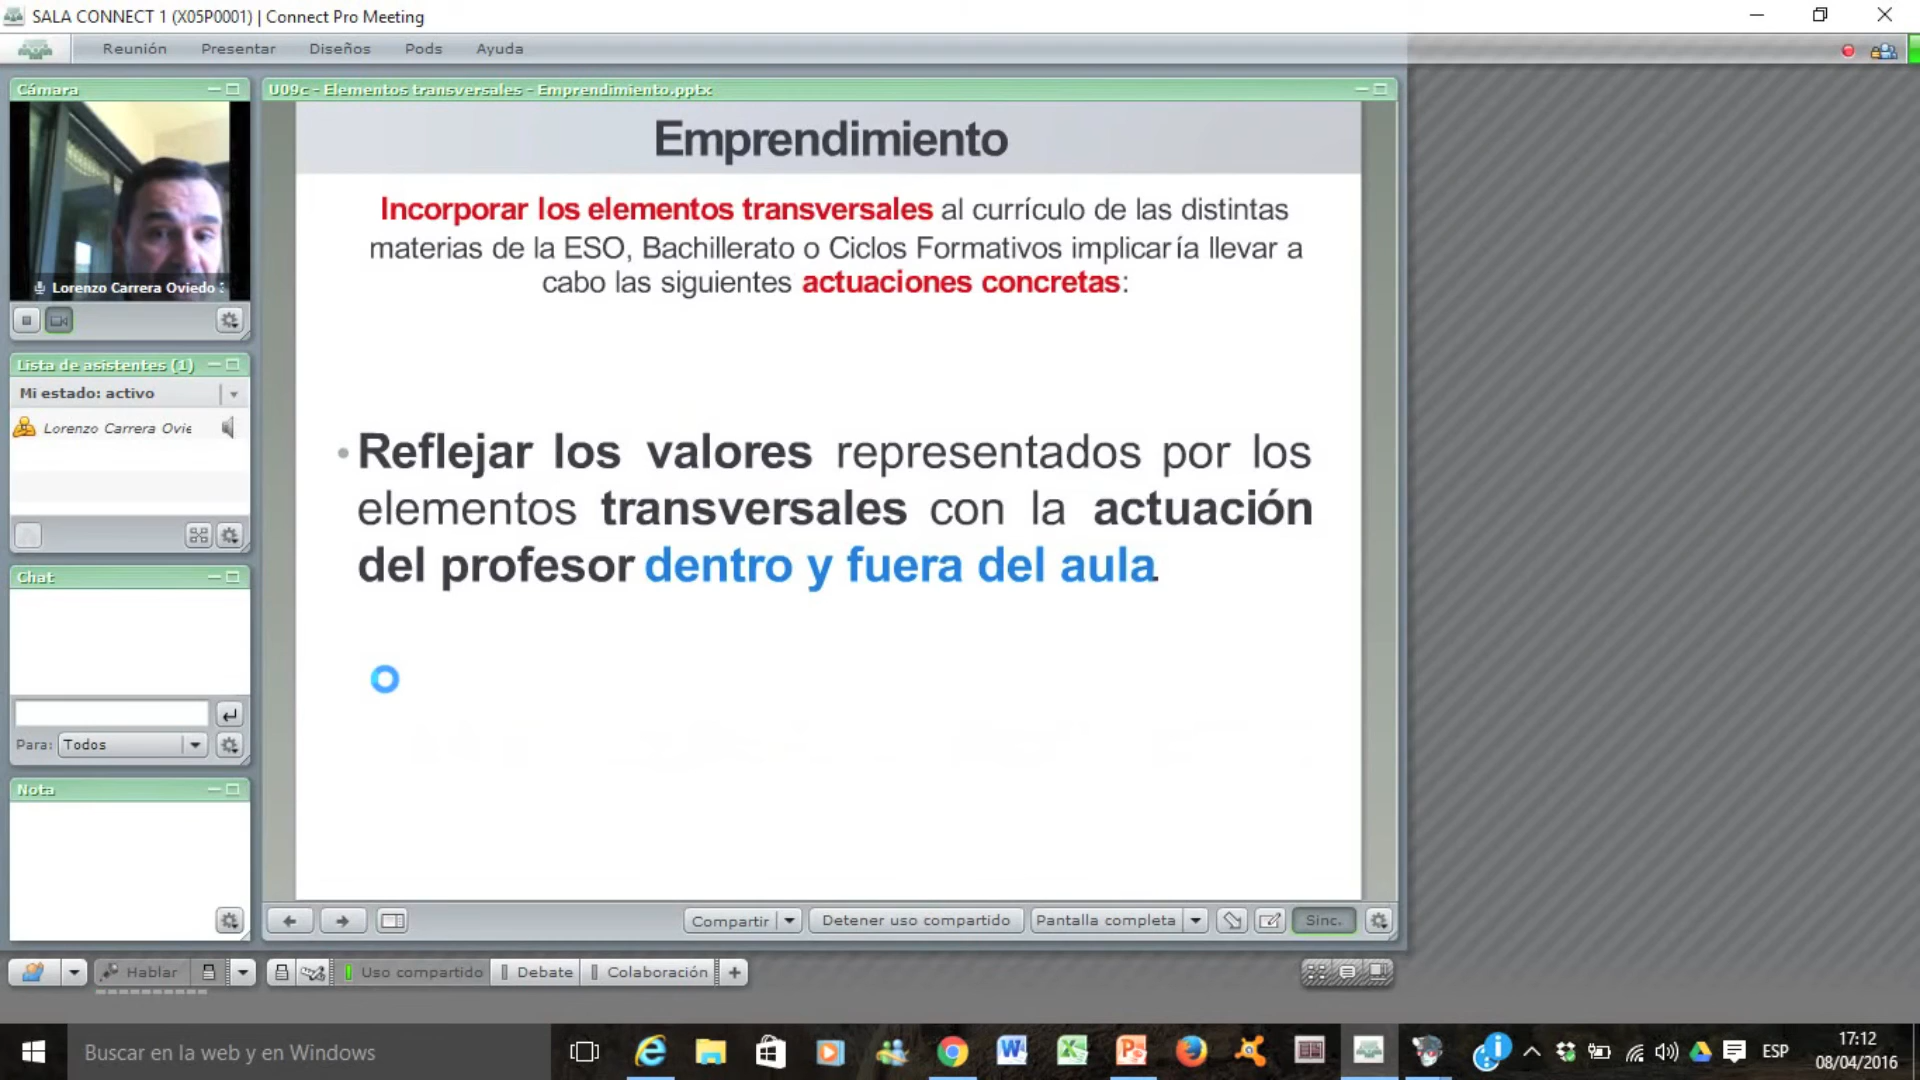 SALA CONNECT 1 (X05P0001) | Connect Pro Meeting
Reunión Presentar Diseños Pods Ayuda
Cámara
Lorenzo Carrera Oviedo
Lista de asistentes (1)
Mi estado: activo
Lorenzo Carrera Ovie
Chat
Para: Todos
Nota
U09c - Elementos transversales - Emprendimiento.pptx
Emprendimiento
Incorporar los elementos transversales al currículo de las distintas
materias de la ESO, Bachillerato o Ciclos Formativos implicaría llevar a
cabo las siguientes actuaciones concretas:
• Reflejar los valores representados por los
elementos transversales con la actuación
del profesor dentro y fuera del aula.
Compartir Detener uso compartido Pantalla completa Sinc.
Hablar Uso compartido Debate Colaboración +
Buscar en la web y en Windows
ESP
17:12
08/04/2016